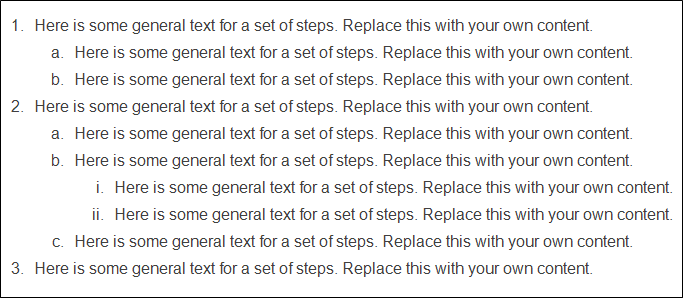 1. Here is some general text for a set of steps. Replace this with your own content.
a. Here is some general text for a set of steps. Replace this with your own content.
b. Here is some general text for a set of steps. Replace this with your own content.
2. Here is some general text for a set of steps. Replace this with your own content.
a. Here is some general text for a set of steps. Replace this with your own content.
b. Here is some general text for a set of steps. Replace this with your own content.
i. Here is some general text for a set of steps. Replace this with your own content.
ii. Here is some general text for a set of steps. Replace this with your own content.
c. Here is some general text for a set of steps. Replace this with your own content.
3. Here is some general text for a set of steps. Replace this with your own content.